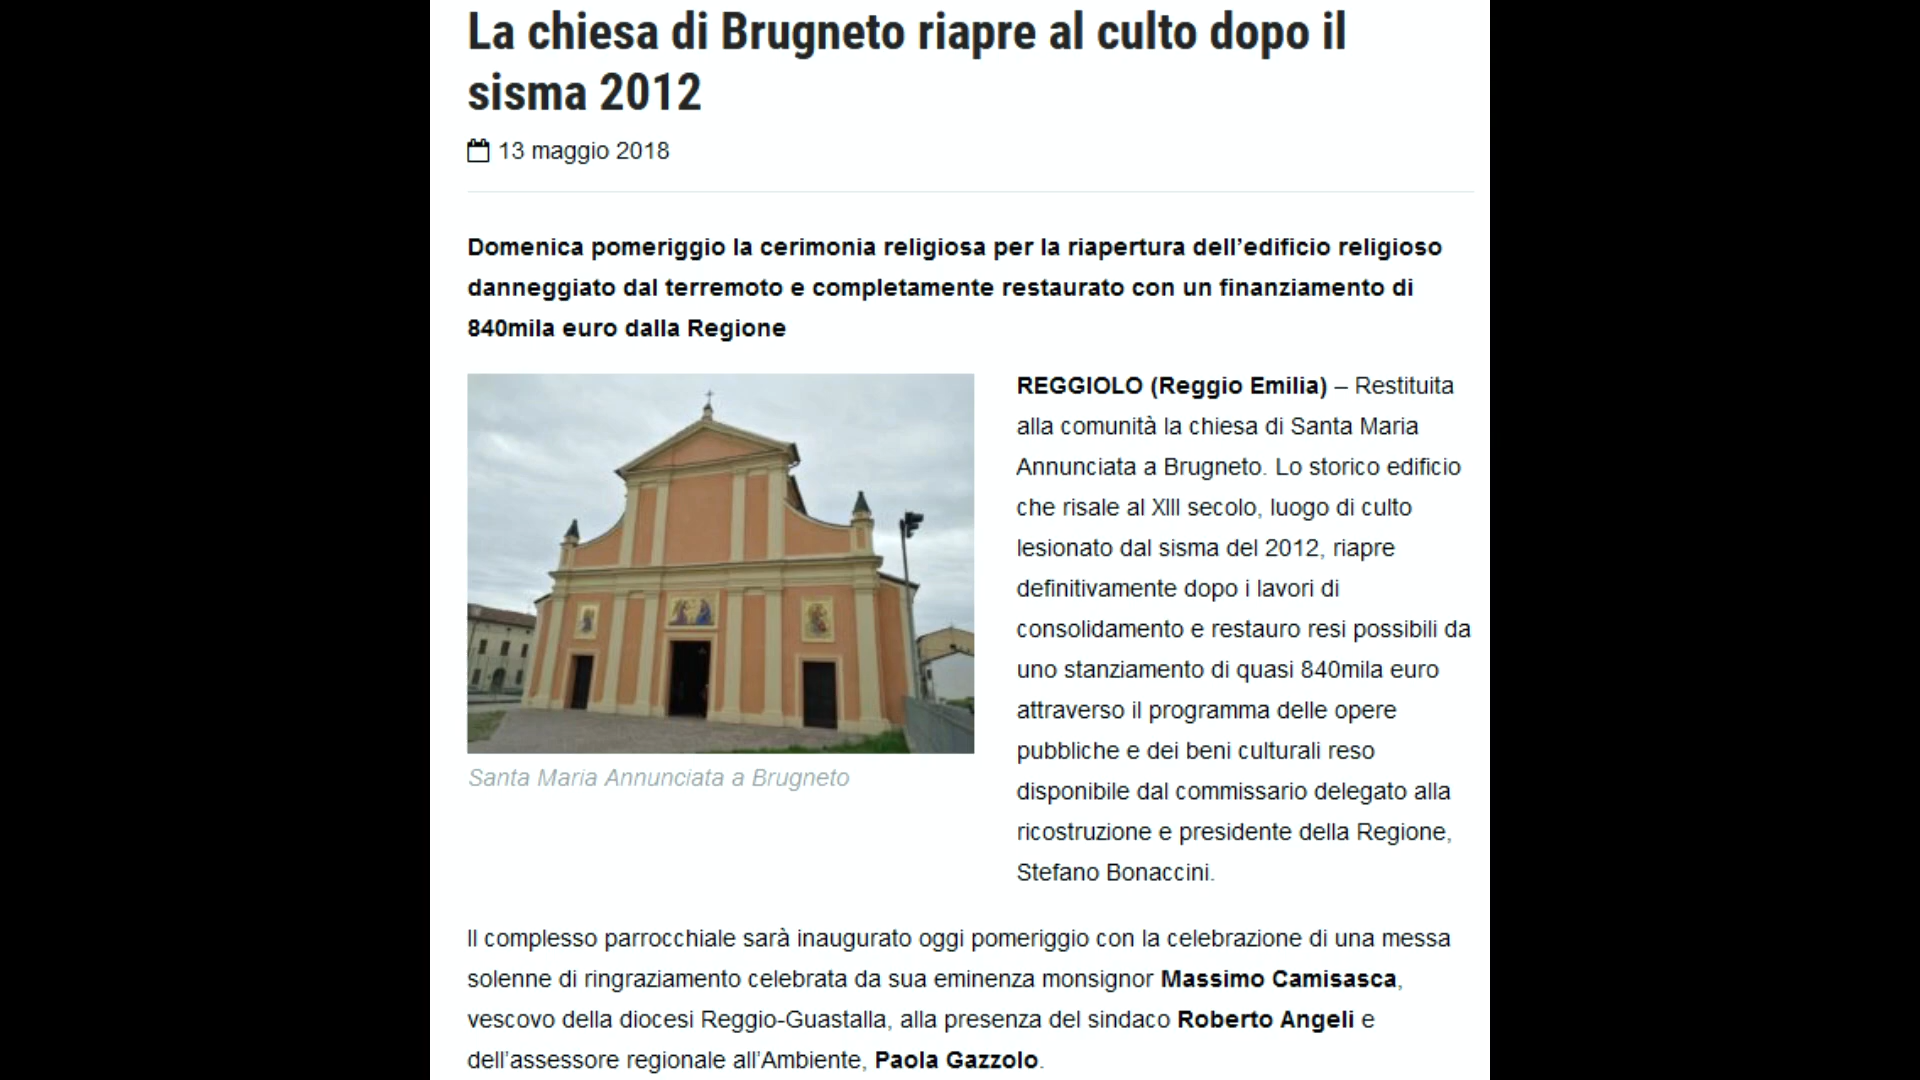 La chiesa di Brugneto riapre al culto dopo il
sisma 2012
13 maggio 2018
Domenica pomeriggio la cerimonia religiosa per la riapertura dell’edificio religioso
danneggiato dal terremoto e completamente restaurato con un finanziamento di
840mila euro dalla Regione
REGGIOLO (Reggio Emilia) – Restituita
alla comunità la chiesa di Santa Maria
Annunciata a Brugneto. Lo storico edificio
che risale al XIII secolo, luogo di culto
lesionato dal sisma del 2012, riapre
definitivamente dopo i lavori di
consolidamento e restauro resi possibili da
uno stanziamento di quasi 840mila euro
attraverso il programma delle opere
pubbliche e dei beni culturali reso
disponibile dal commissario delegato alla
ricostruzione e presidente della Regione,
Stefano Bonaccini.
Santa Maria Annunciata a Brugneto
Il complesso parrocchiale sarà inaugurato oggi pomeriggio con la celebrazione di una messa
solenne di ringraziamento celebrata da sua eminenza monsignor Massimo Camisasca,
vescovo della diocesi Reggio-Guastalla, alla presenza del sindaco Roberto Angeli e
dell’assessore regionale all’Ambiente, Paola Gazzolo.